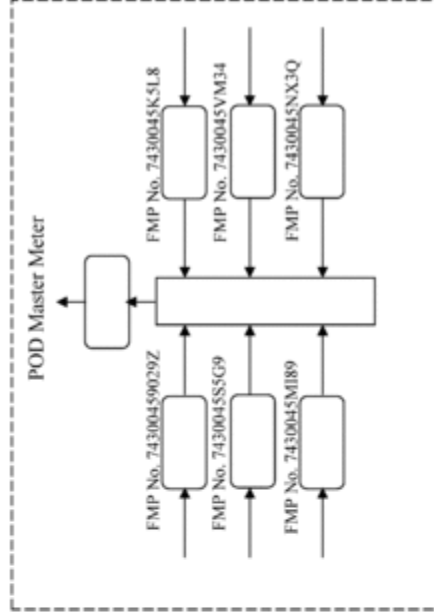 POD Master Meter
FMP No. 74300459029Z
FMP No. 7430045S5G9
FMP No. 7430045MI89
FMP No. 7430045K5L8
FMP No. 7430045VM34
FMP No. 7430045NX3Q